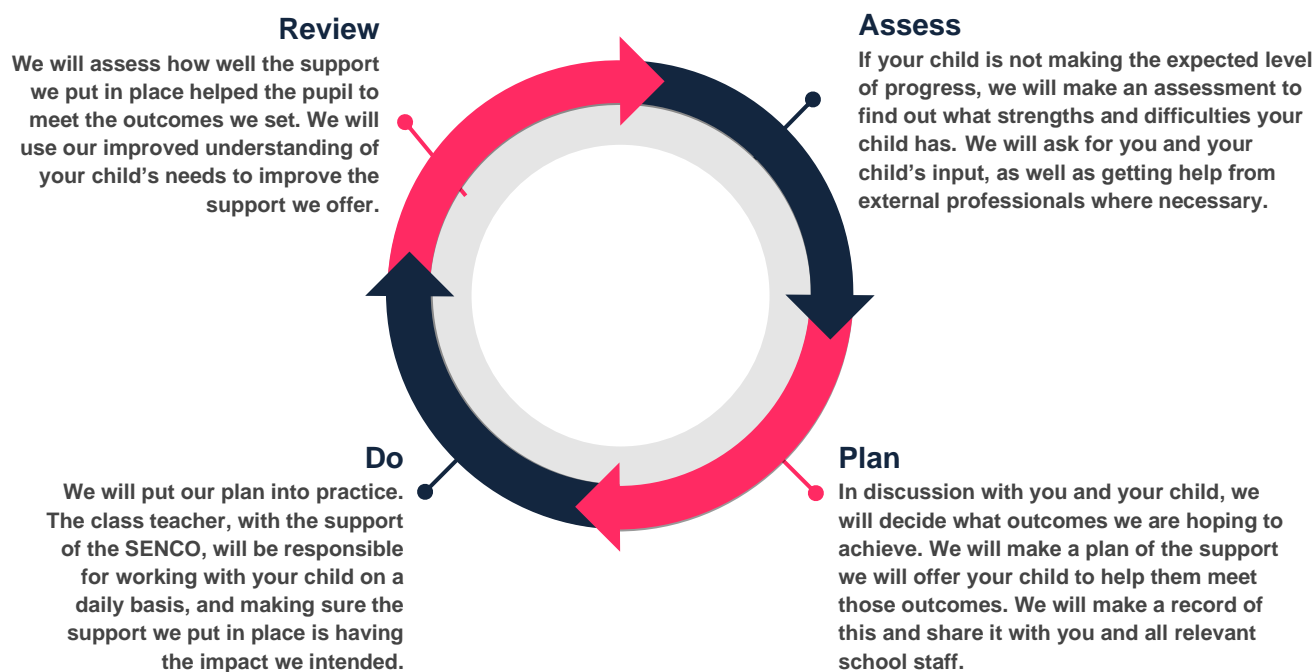 Review
We will assess how well the support
we put in place helped the pupil to
meet the outcomes we set. We will
use our improved understanding of
your child’s needs to improve the
support we offer.
Assess
If your child is not making the expected level
of progress, we will make an assessment to
find out what strengths and difficulties your
child has. We will ask for you and your
child’s input, as well as getting help from
external professionals where necessary.
Do
We will put our plan into practice.
The class teacher, with the support
of the SENCO, will be responsible
for working with your child on a
daily basis, and making sure the
support we put in place is having
the impact we intended.
Plan
In discussion with you and your child, we
will decide what outcomes we are hoping to
achieve. We will make a plan of the support
we will offer your child to help them meet
those outcomes. We will make a record of
this and share it with you and all relevant
school staff.